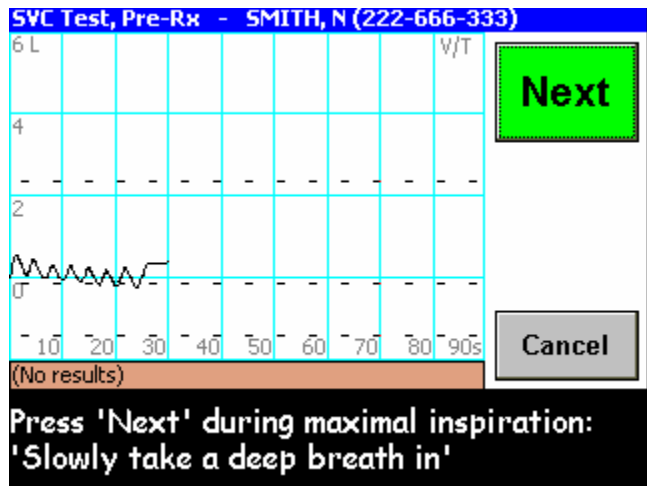 SVC Test, Pre-Rx - SMITH, N (222-666-333)
6 L V/T
Next
4
2
0
10 20 30 40 50 60 70 80 90s
Cancel
(No results)
Press 'Next' during maximal inspiration:
'Slowly take a deep breath in'